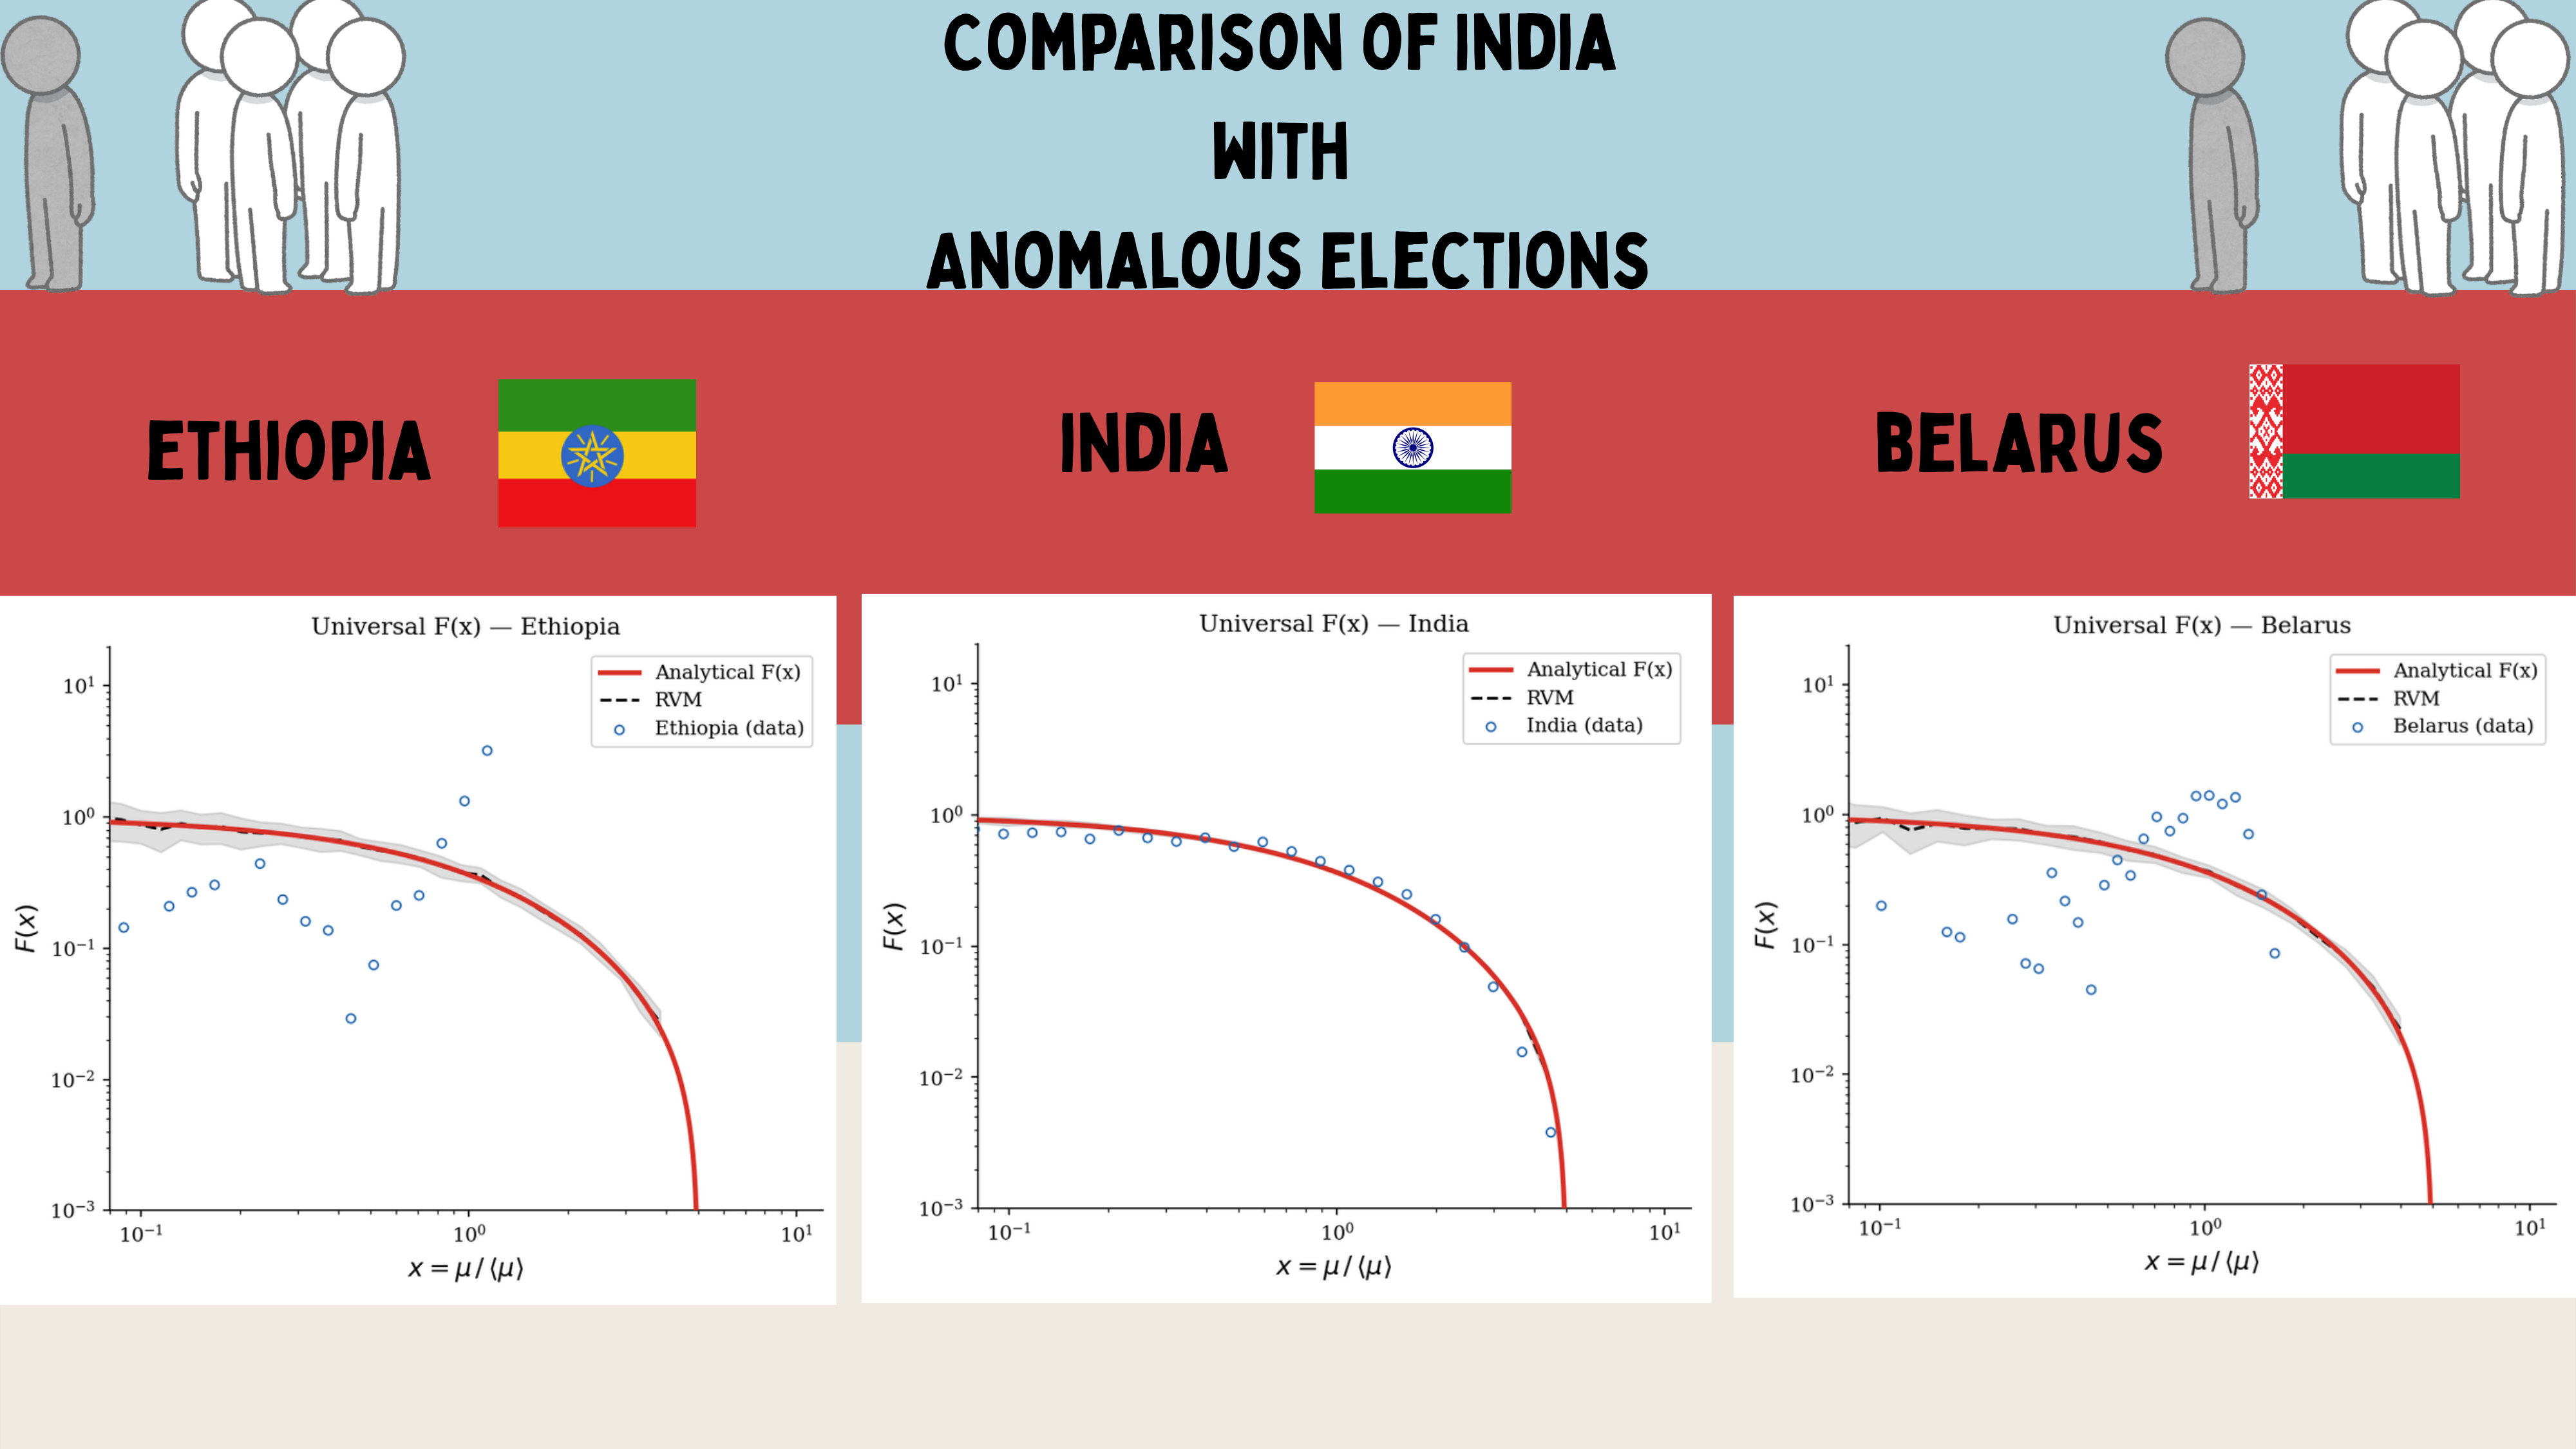 COMPARISON OF INDIA
WITH
ANOMALOUS ELECTIONS
ETHIOPIA
INDIA
BELARUS
Universal F(x) — Ethiopia
Analytical F(x)
RVM
Ethiopia (data)
10¹
10⁰
10⁻¹
10⁻²
10⁻³
F(x)
10⁻¹ 10⁰ 10¹
x = μ / ⟨μ⟩
Universal F(x) — India
Analytical F(x)
RVM
India (data)
10¹
10⁰
10⁻¹
10⁻²
10⁻³
F(x)
10⁻¹ 10⁰ 10¹
x = μ / ⟨μ⟩
Universal F(x) — Belarus
Analytical F(x)
RVM
Belarus (data)
10¹
10⁰
10⁻¹
10⁻²
10⁻³
F(x)
10⁻¹ 10⁰ 10¹
x = μ / ⟨μ⟩